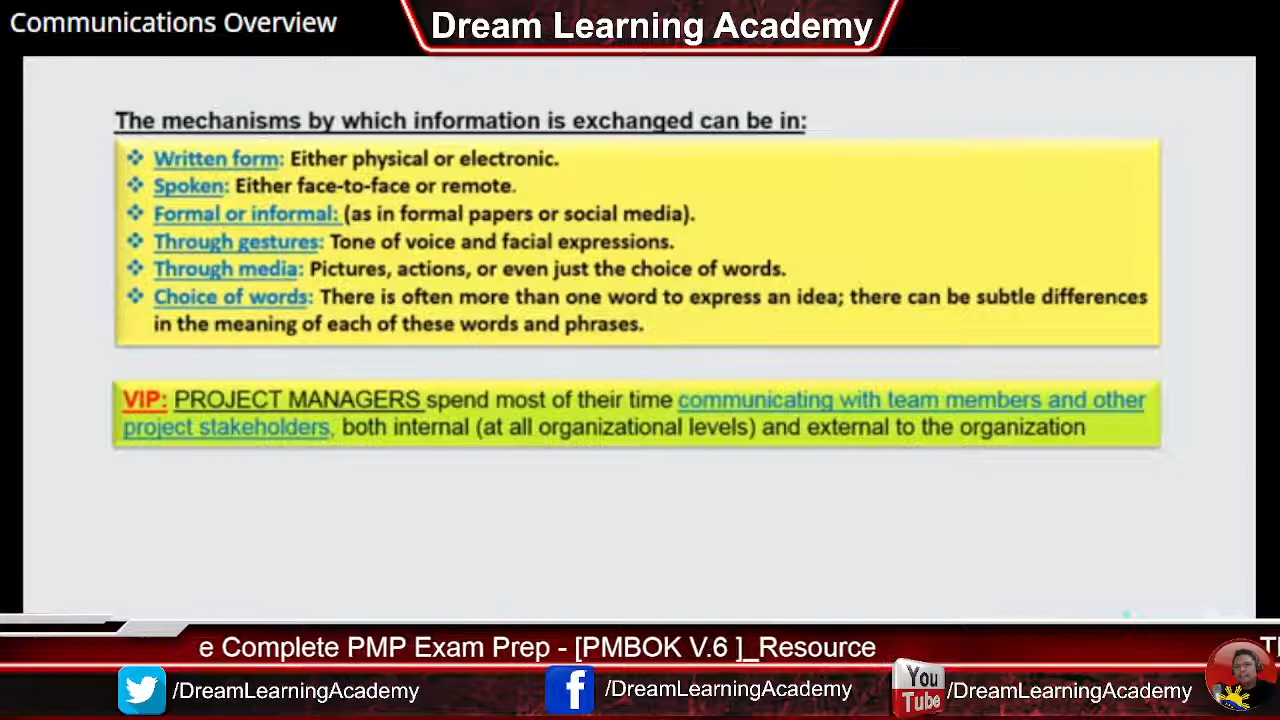 Communications Overview
Dream Learning Academy
The mechanisms by which information is exchanged can be in:
❖ Written form: Either physical or electronic.
❖ Spoken: Either face-to-face or remote.
❖ Formal or informal: (as in formal papers or social media).
❖ Through gestures: Tone of voice and facial expressions.
❖ Through media: Pictures, actions, or even just the choice of words.
❖ Choice of words: There is often more than one word to express an idea; there can be subtle differences
in the meaning of each of these words and phrases.
VIP: PROJECT MANAGERS spend most of their time communicating with team members and other
project stakeholders, both internal (at all organizational levels) and external to the organization
e Complete PMP Exam Prep - [PMBOK V.6 ]_Resource
/DreamLearningAcademy
/DreamLearningAcademy
You
Tube
/DreamLearningAcademy